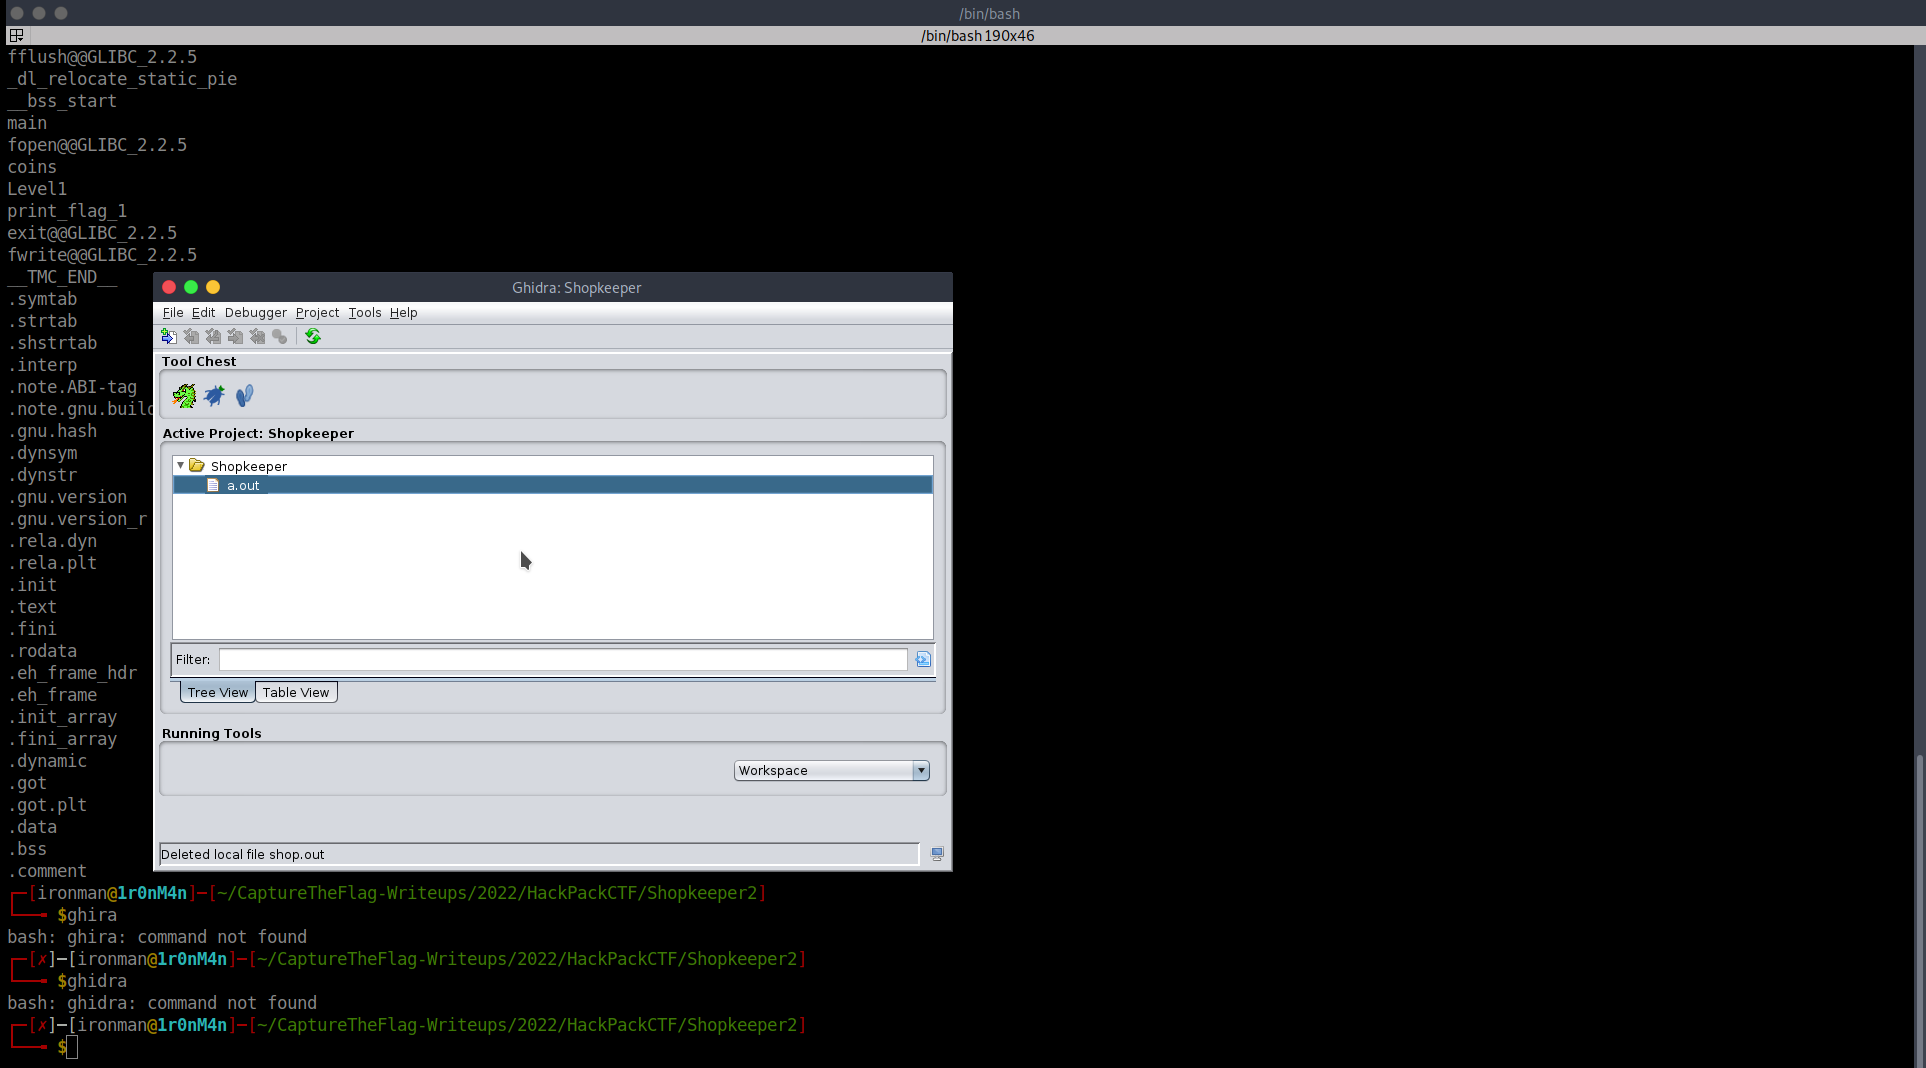 /bin/bash
/bin/bash 190x46
fflush@@GLIBC_2.2.5
_dl_relocate_static_pie
__bss_start
main
fopen@@GLIBC_2.2.5
coins
Level1
print_flag_1
exit@@GLIBC_2.2.5
fwrite@@GLIBC_2.2.5
__TMC_END__
.symtab
.strtab
.shstrtab
.interp
.note.ABI-tag
.note.gnu.build
.gnu.hash
.dynsym
.dynstr
.gnu.version
.gnu.version_r
.rela.dyn
.rela.plt
.init
.text
.fini
.rodata
.eh_frame_hdr
.eh_frame
.init_array
.fini_array
.dynamic
.got
.got.plt
.data
.bss
.comment
Ghidra: Shopkeeper
File Edit Debugger Project Tools Help
Tool Chest
Active Project: Shopkeeper
Shopkeeper
a.out
Filter:
Tree View Table View
Running Tools
Workspace
Deleted local file shop.out
[ironman@1r0nM4n]─[~/CaptureTheFlag-Writeups/2022/HackPackCTF/Shopkeeper2]
$ghira
bash: ghira: command not found
[✗]─[ironman@1r0nM4n]─[~/CaptureTheFlag-Writeups/2022/HackPackCTF/Shopkeeper2]
$ghidra
bash: ghidra: command not found
[✗]─[ironman@1r0nM4n]─[~/CaptureTheFlag-Writeups/2022/HackPackCTF/Shopkeeper2]
$